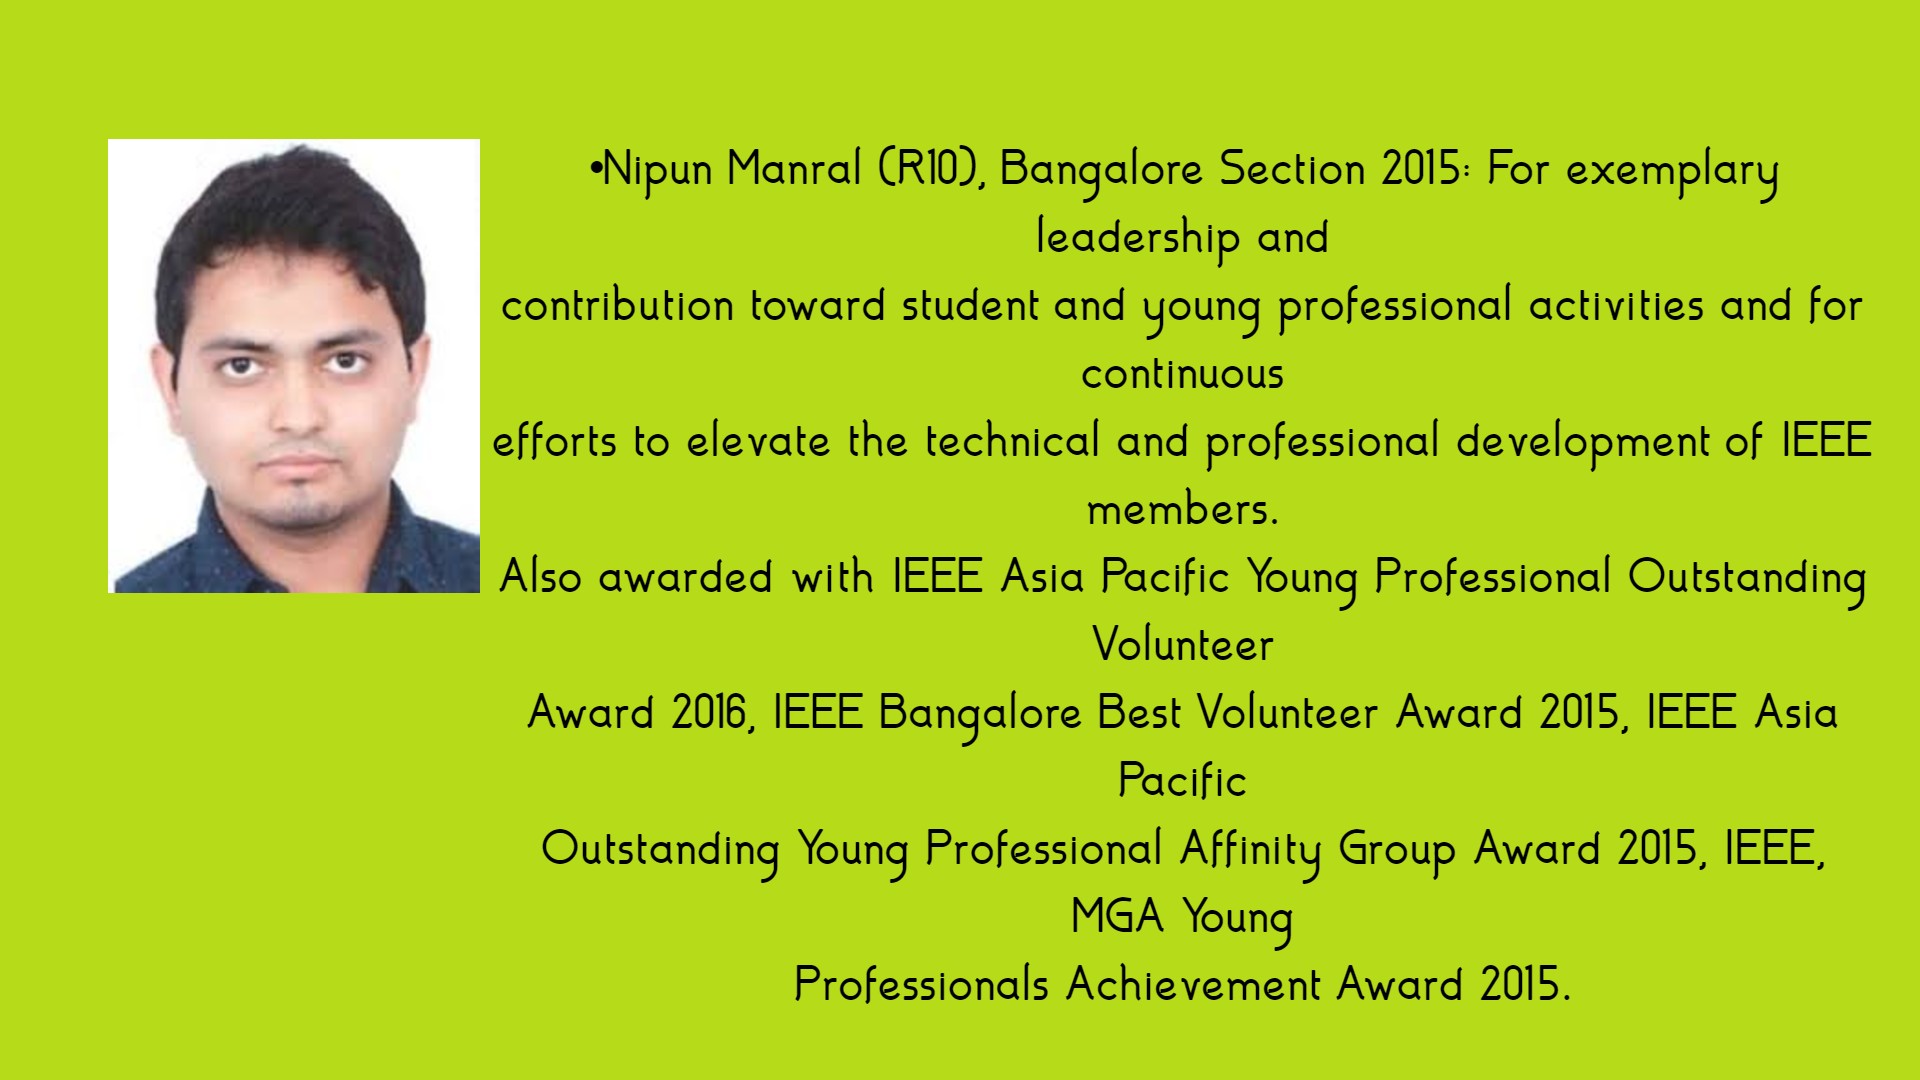 •Nipun Manral (R10), Bangalore Section 2015: For exemplary
leadership and
contribution toward student and young professional activities and for
continuous
efforts to elevate the technical and professional development of IEEE
members.
Also awarded with IEEE Asia Pacific Young Professional Outstanding
Volunteer
Award 2016, IEEE Bangalore Best Volunteer Award 2015, IEEE Asia
Pacific
Outstanding Young Professional Affinity Group Award 2015, IEEE,
MGA Young
Professionals Achievement Award 2015.